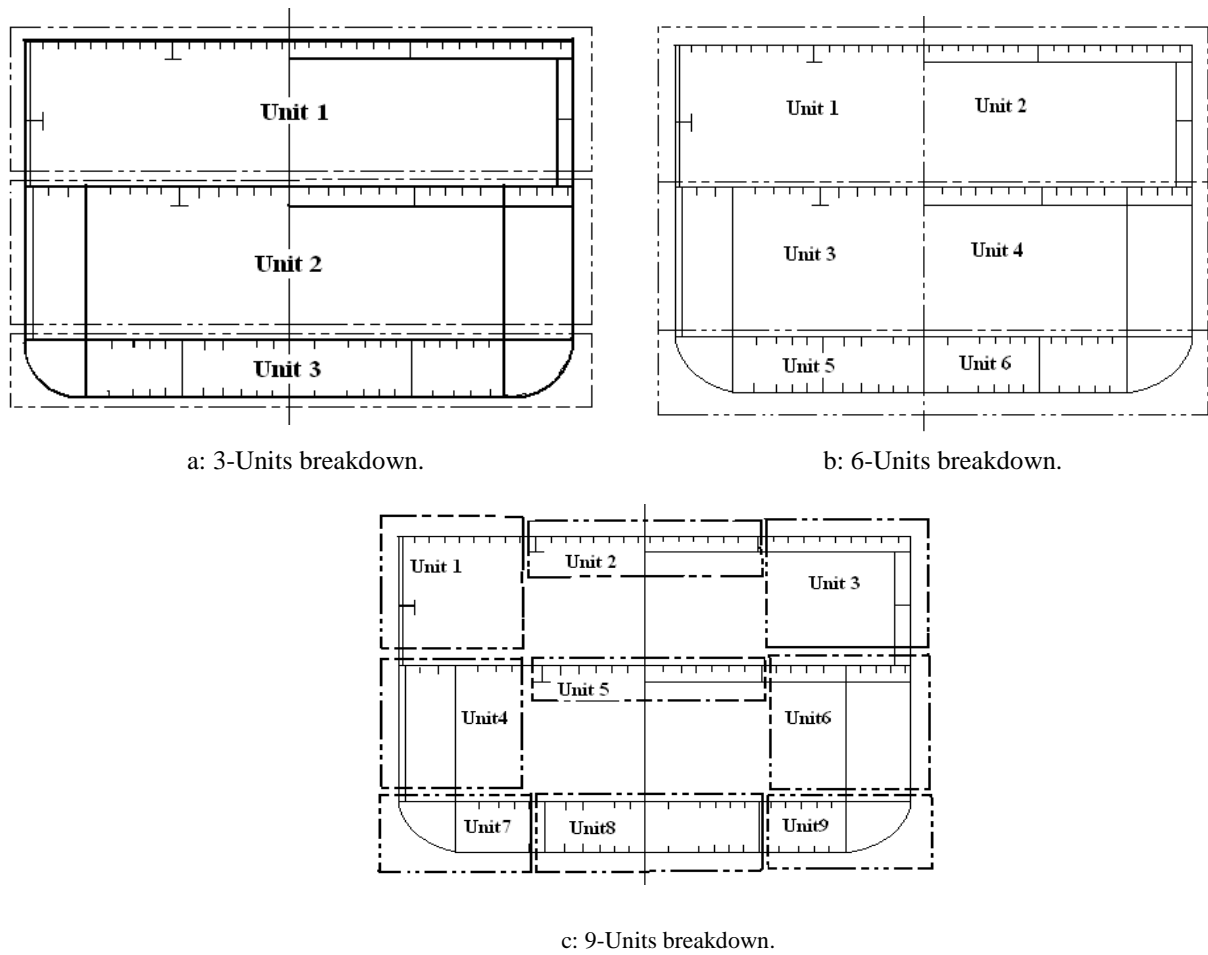 Unit 1
Unit 2
Unit 3
a: 3-Units breakdown.
Unit 1
Unit 2
Unit 3
Unit 4
Unit 5
Unit 6
b: 6-Units breakdown.
Unit 1
Unit 2
Unit 3
Unit4
Unit 5
Unit6
Unit7
Unit8
Unit9
c: 9-Units breakdown.